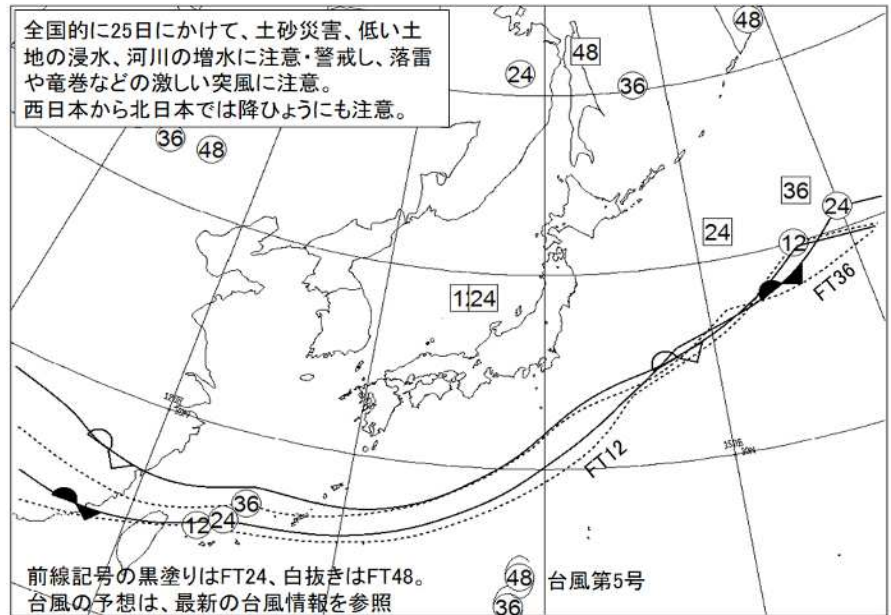 全国的に25日にかけて、土砂災害、低い土
地の浸水、河川の増水に注意・警戒し、落雷
や竜巻などの激しい突風に注意。
西日本から北日本では降ひょうにも注意。
48
48
24
36
36
48
36
24
24
12
1224
FT36
FT12
36
12
24
130E
30N
150E
30N
前線記号の黒塗りはFT24、白抜きはFT48。
台風の予想は、最新の台風情報を参照
48
台風第5号
36